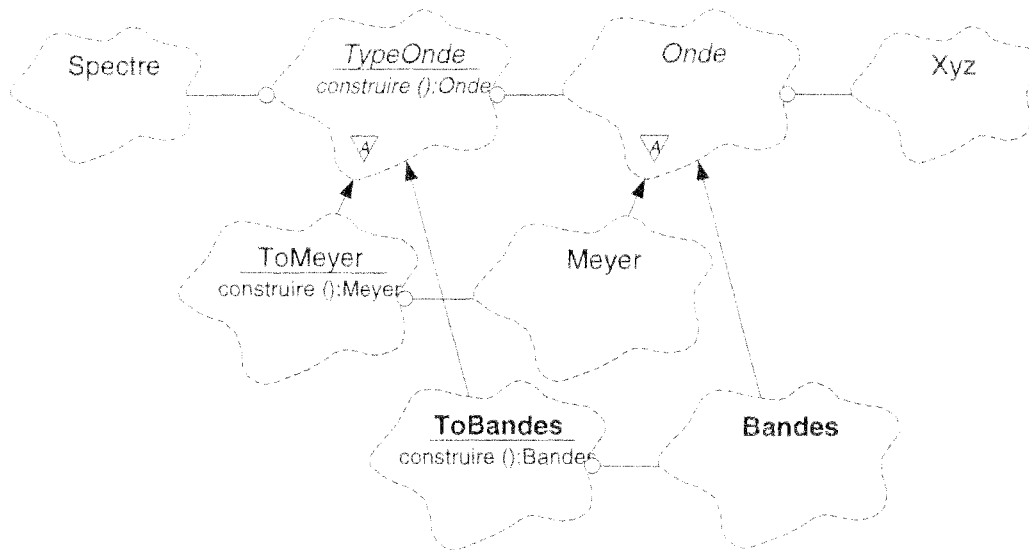 Spectre
TypeOnde
construire ():Onde
Onde
Xyz
A
A
ToMeyer
construire ():Meyer
Meyer
ToBandes
construire ():Bandes
Bandes